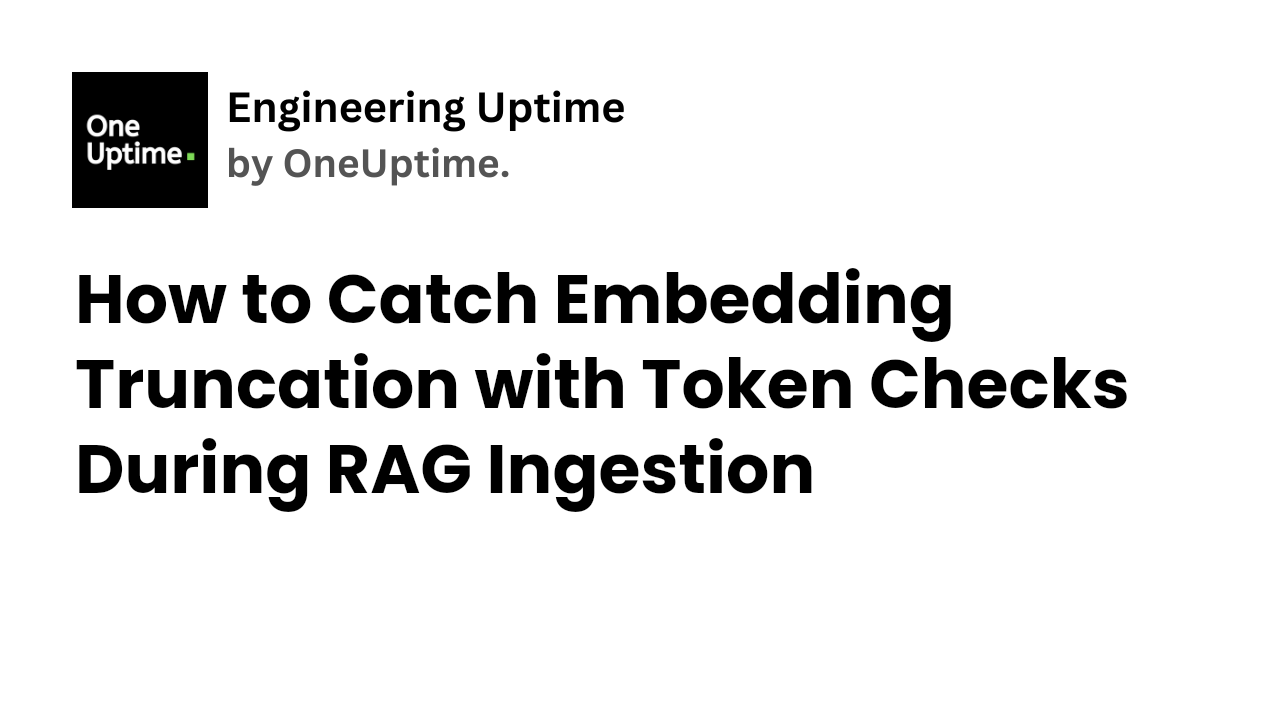 One
Uptime
Engineering Uptime
by OneUptime.
How to Catch Embedding
Truncation with Token Checks
During RAG Ingestion